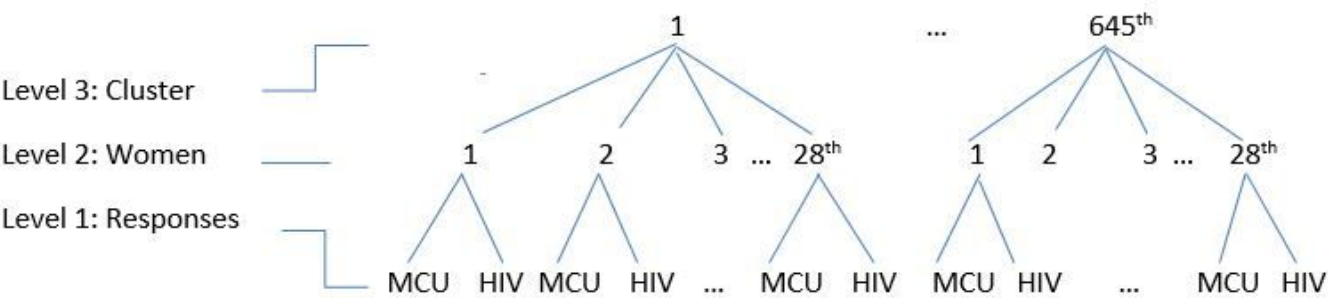 1 ... 645th
Level 3: Cluster
Level 2: Women 1 2 3 ... 28th 1 2 3 ... 28th
Level 1: Responses
MCU HIV MCU HIV ... MCU HIV MCU HIV ... MCU HIV